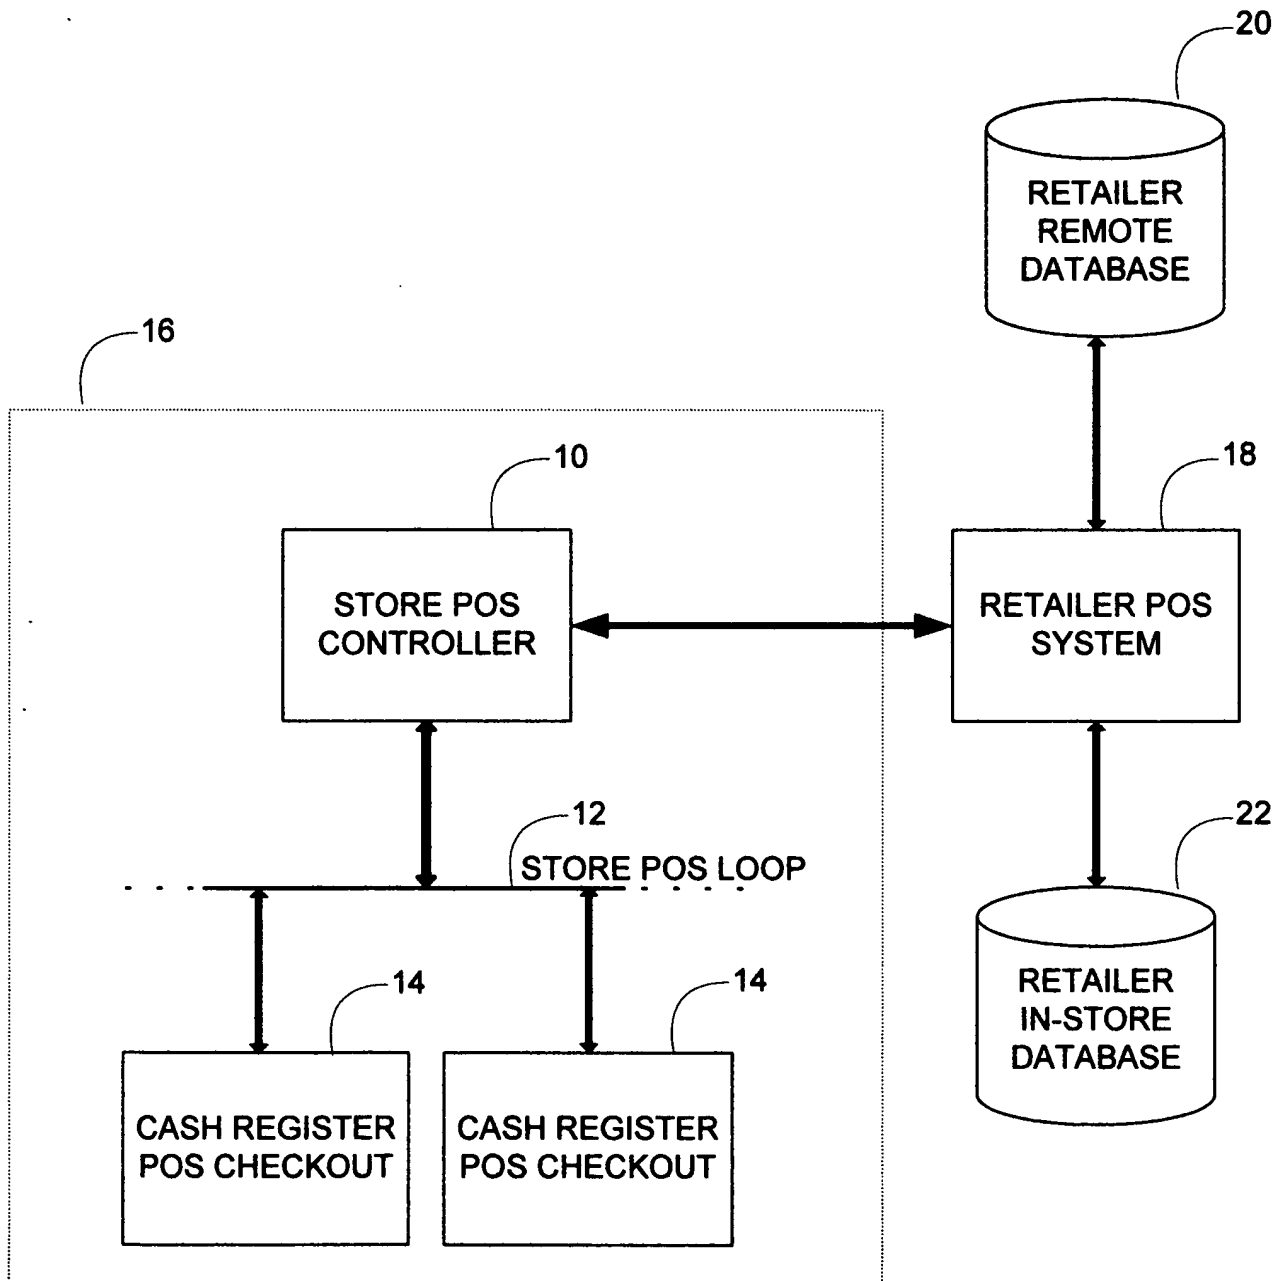 20
RETAILER
REMOTE
DATABASE
16
10
18
STORE POS
CONTROLLER
RETAILER POS
SYSTEM
12
22
STORE POS LOOP
14
14
RETAILER
IN-STORE
DATABASE
CASH REGISTER
POS CHECKOUT
CASH REGISTER
POS CHECKOUT